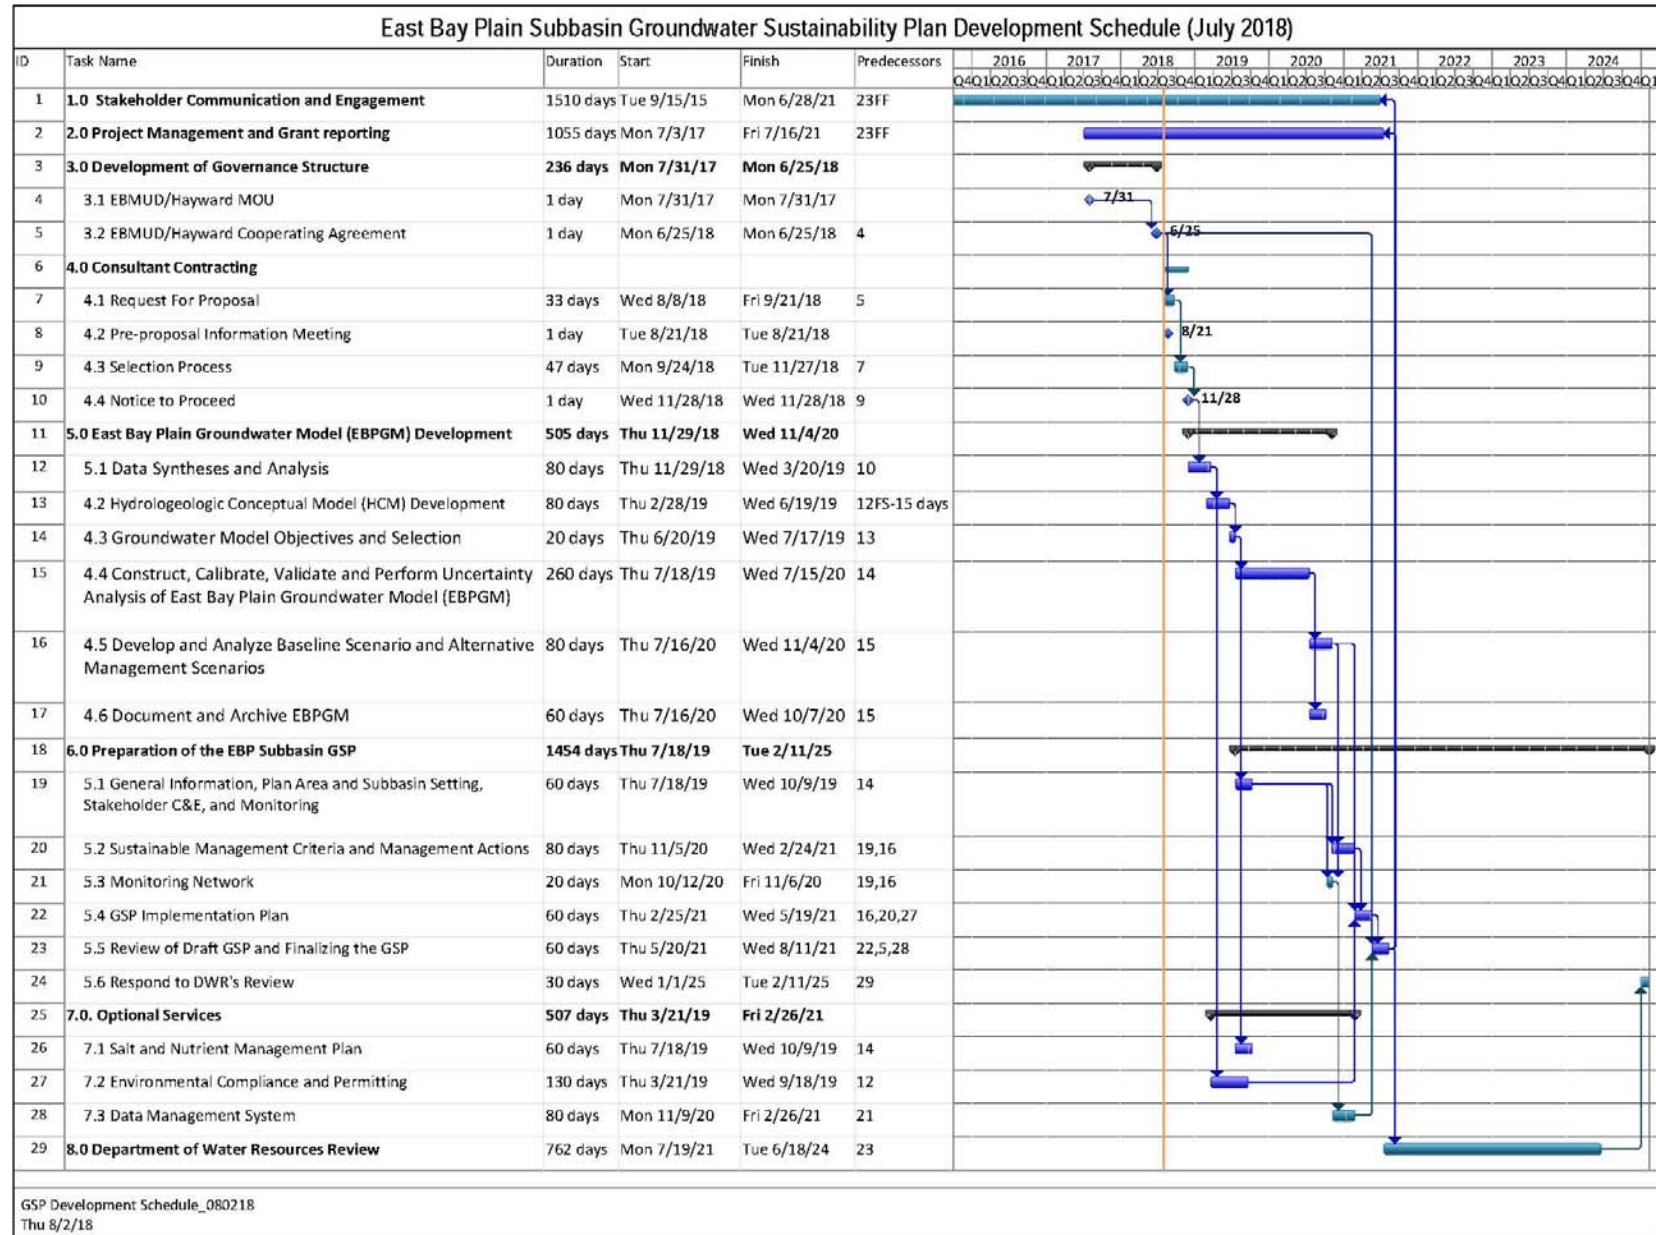 East Bay Plain Subbasin Groundwater Sustainability Plan Development Schedule (July 2018)
ID Task Name Duration Start Finish Predecessors 2016 2017 2018 2019 2020 2021 2022 2023 2024
Q4Q1Q2Q3Q4Q1Q2Q3Q4Q1Q2Q3Q4Q1Q2Q3Q4Q1Q2Q3Q4Q1Q2Q3Q4Q1Q2Q3Q4Q1Q2Q3Q4Q1Q2Q3Q4Q1
1 1.0 Stakeholder Communication and Engagement 1510 days Tue 9/15/15 Mon 6/28/21 23FF
2 2.0 Project Management and Grant reporting 1055 days Mon 7/3/17 Fri 7/16/21 23FF
3 3.0 Development of Governance Structure 236 days Mon 7/31/17 Mon 6/25/18
4 3.1 EBMUD/Hayward MOU 1 day Mon 7/31/17 Mon 7/31/17 7/31
5 3.2 EBMUD/Hayward Cooperating Agreement 1 day Mon 6/25/18 Mon 6/25/18 4 6/25
6 4.0 Consultant Contracting
7 4.1 Request For Proposal 33 days Wed 8/8/18 Fri 9/21/18 5
8 4.2 Pre-proposal Information Meeting 1 day Tue 8/21/18 Tue 8/21/18 8/21
9 4.3 Selection Process 47 days Mon 9/24/18 Tue 11/27/18 7
10 4.4 Notice to Proceed 1 day Wed 11/28/18 Wed 11/28/18 9 11/28
11 5.0 East Bay Plain Groundwater Model (EBPGM) Development 505 days Thu 11/29/18 Wed 11/4/20
12 5.1 Data Syntheses and Analysis 80 days Thu 11/29/18 Wed 3/20/19 10
13 4.2 Hydrologeologic Conceptual Model (HCM) Development 80 days Thu 2/28/19 Wed 6/19/19 12FS-15 days
14 4.3 Groundwater Model Objectives and Selection 20 days Thu 6/20/19 Wed 7/17/19 13
15 4.4 Construct, Calibrate, Validate and Perform Uncertainty 260 days Thu 7/18/19 Wed 7/15/20 14
Analysis of East Bay Plain Groundwater Model (EBPGM)
16 4.5 Develop and Analyze Baseline Scenario and Alternative 80 days Thu 7/16/20 Wed 11/4/20 15
Management Scenarios
17 4.6 Document and Archive EBPGM 60 days Thu 7/16/20 Wed 10/7/20 15
18 6.0 Preparation of the EBP Subbasin GSP 1454 days Thu 7/18/19 Tue 2/11/25
19 5.1 General Information, Plan Area and Subbasin Setting, 60 days Thu 7/18/19 Wed 10/9/19 14
Stakeholder C&E, and Monitoring
20 5.2 Sustainable Management Criteria and Management Actions 80 days Thu 11/5/20 Wed 2/24/21 19,16
21 5.3 Monitoring Network 20 days Mon 10/12/20 Fri 11/6/20 19,16
22 5.4 GSP Implementation Plan 60 days Thu 2/25/21 Wed 5/19/21 16,20,27
23 5.5 Review of Draft GSP and Finalizing the GSP 60 days Thu 5/20/21 Wed 8/11/21 22,5,28
24 5.6 Respond to DWR's Review 30 days Wed 1/1/25 Tue 2/11/25 29
25 7.0. Optional Services 507 days Thu 3/21/19 Fri 2/26/21
26 7.1 Salt and Nutrient Management Plan 60 days Thu 7/18/19 Wed 10/9/19 14
27 7.2 Environmental Compliance and Permitting 130 days Thu 3/21/19 Wed 9/18/19 12
28 7.3 Data Management System 80 days Mon 11/9/20 Fri 2/26/21 21
29 8.0 Department of Water Resources Review 762 days Mon 7/19/21 Tue 6/18/24 23
GSP Development Schedule_080218
Thu 8/2/18